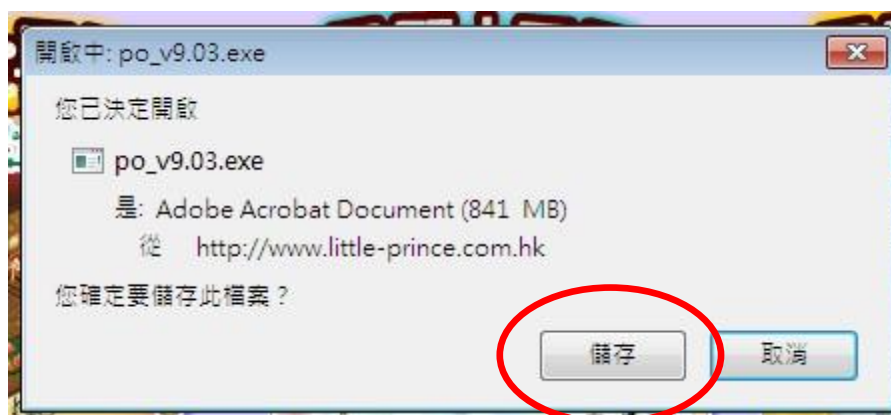 開啟中: po_v9.03.exe
您已決定開啟
po_v9.03.exe
是: Adobe Acrobat Document (841 MB)
從 http://www.little-prince.com.hk
您確定要儲存此檔案？
儲存 取消